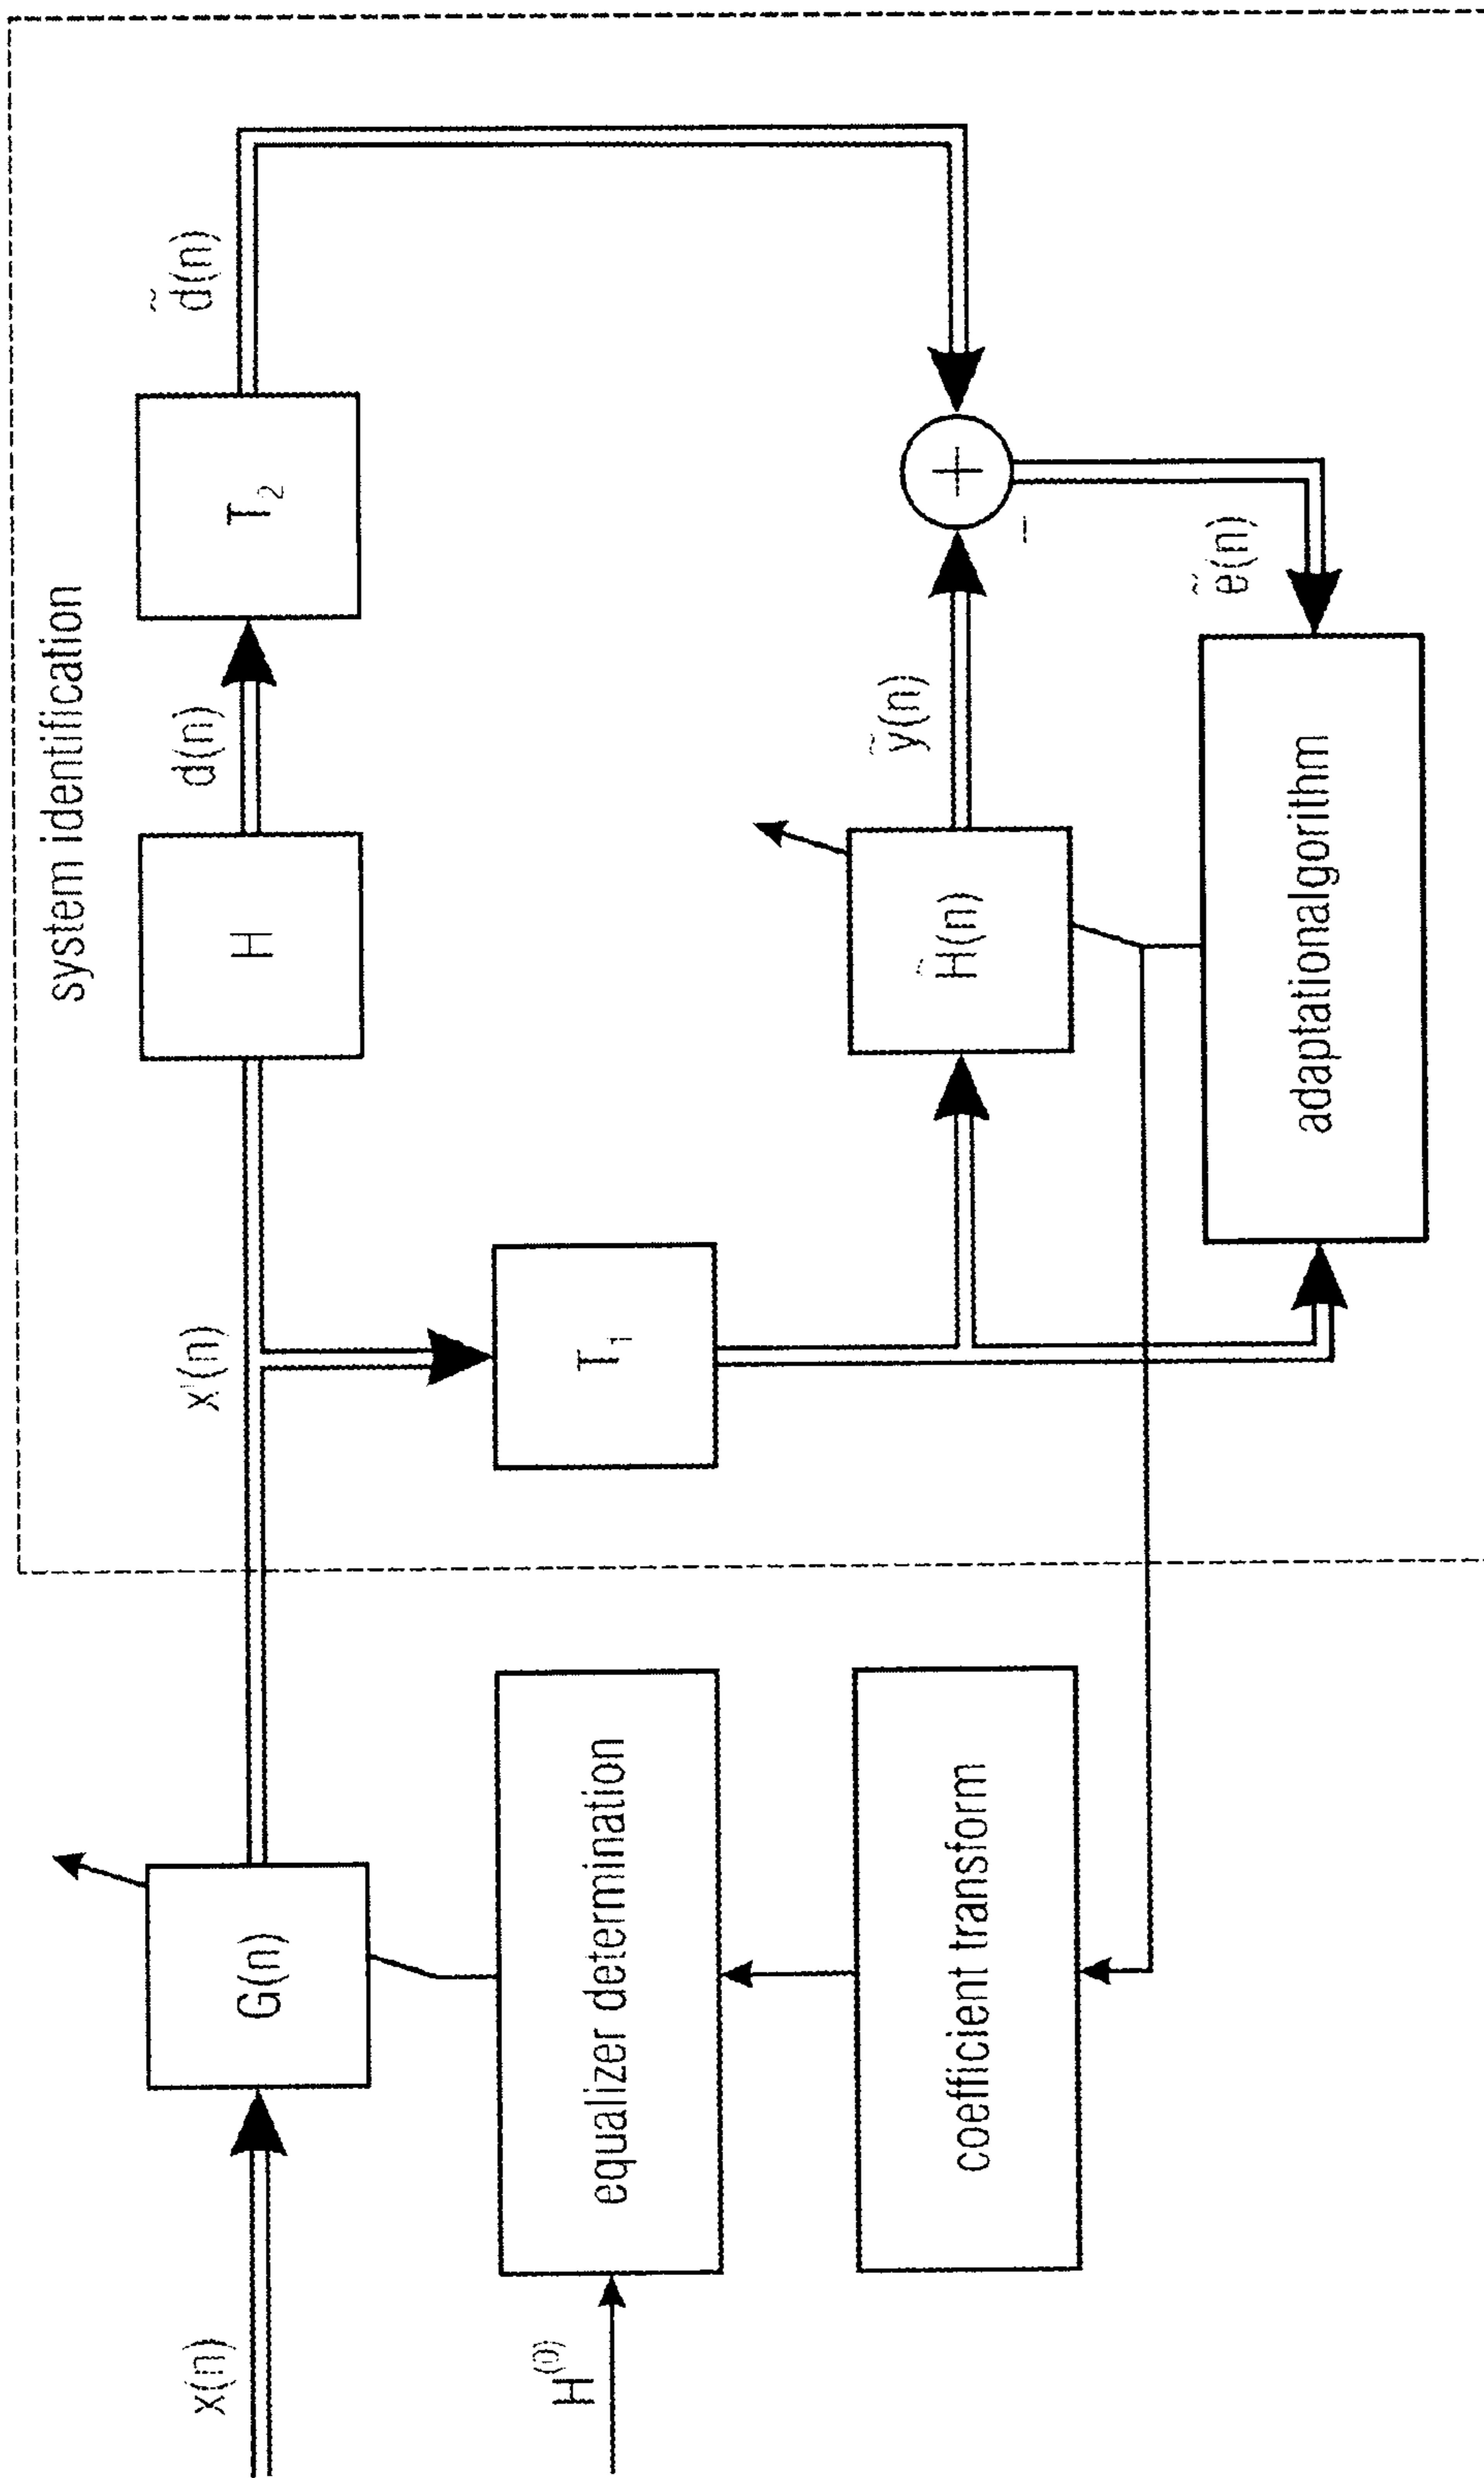 system identification
x(n)
G(n)
x'(n)
H
d(n)
T₂
d̃(n)
H⁽⁰⁾
equalizer determination
T₁
coefficient transform
H̃(n)
ỹ(n)
+
−
ẽ(n)
adaptationalgorithm